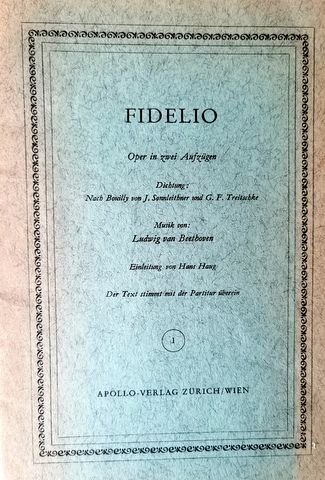 FIDELIO
Oper in zwei Aufzügen
Dichtung:
Nach Bouilly von J. Sonnleithner und G. F. Treitschke
Musik von:
Ludwig van Beethoven
Einleitung von Hans Haug
Der Text stimmt mit der Partitur überein
1
APOLLO-VERLAG ZÜRICH/WIEN